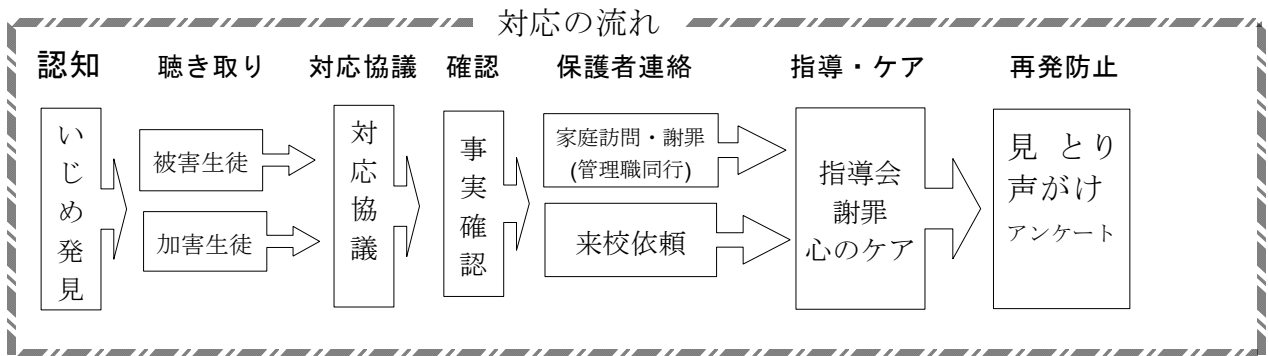 対応の流れ
認知 聴き取り 対応協議 確認 保護者連絡 指導・ケア 再発防止
いじめ発見
被害生徒
加害生徒
対応協議
事実確認
家庭訪問・謝罪
(管理職同行)
来校依頼
指導会
謝罪
心のケア
見 とり
声がけ
アンケート